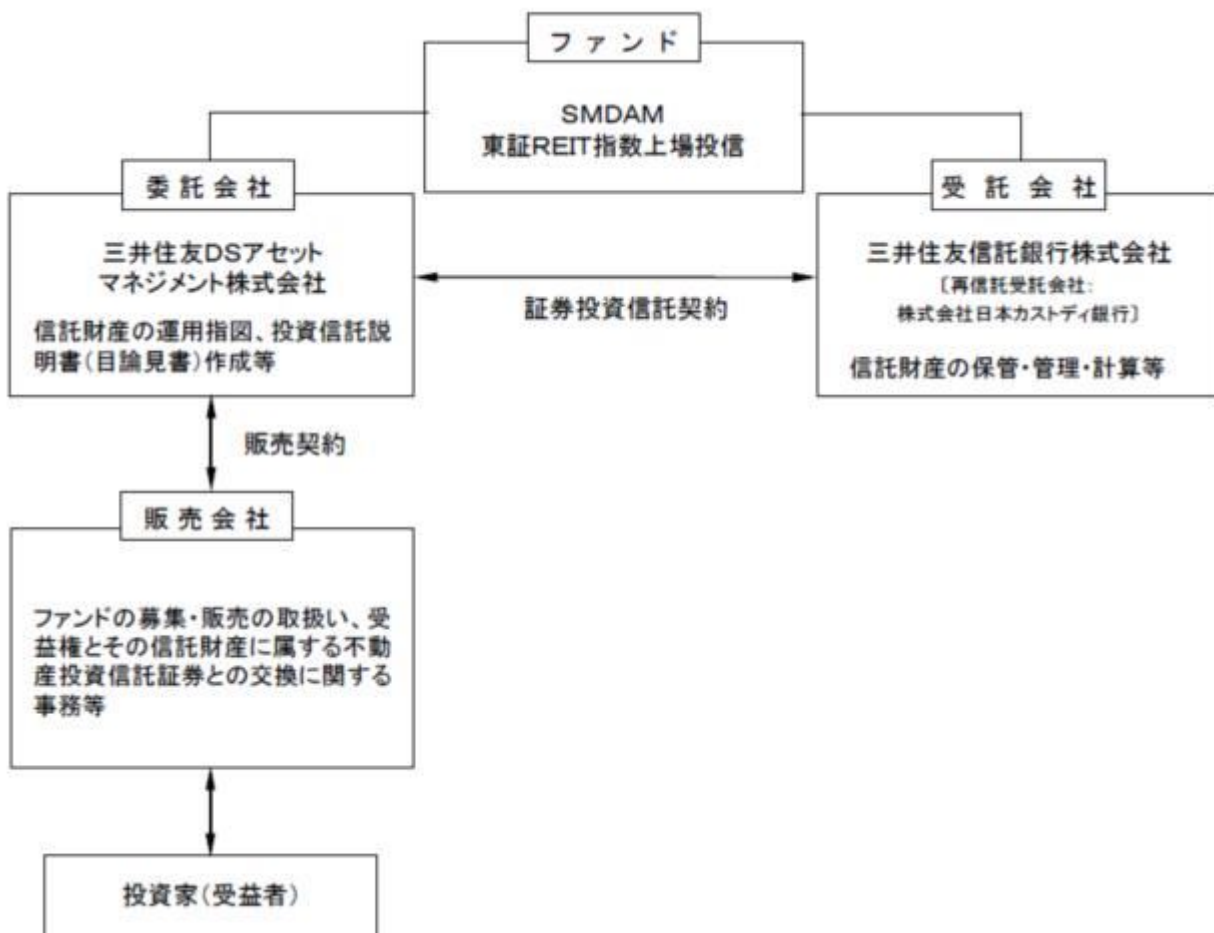 ファンド
SMDAM
東証REIT指数上場投信
委託会社
三井住友DSアセット
マネジメント株式会社
信託財産の運用指図、投資信託説
明書(目論見書)作成等
証券投資信託契約
受託会社
三井住友信託銀行株式会社
〔再信託受託会社:
株式会社日本カストディ銀行〕
信託財産の保管・管理・計算等
販売契約
販売会社
ファンドの募集・販売の取扱い、受
益権とその信託財産に属する不動
産投資信託証券との交換に関する
事務等
投資家(受益者)